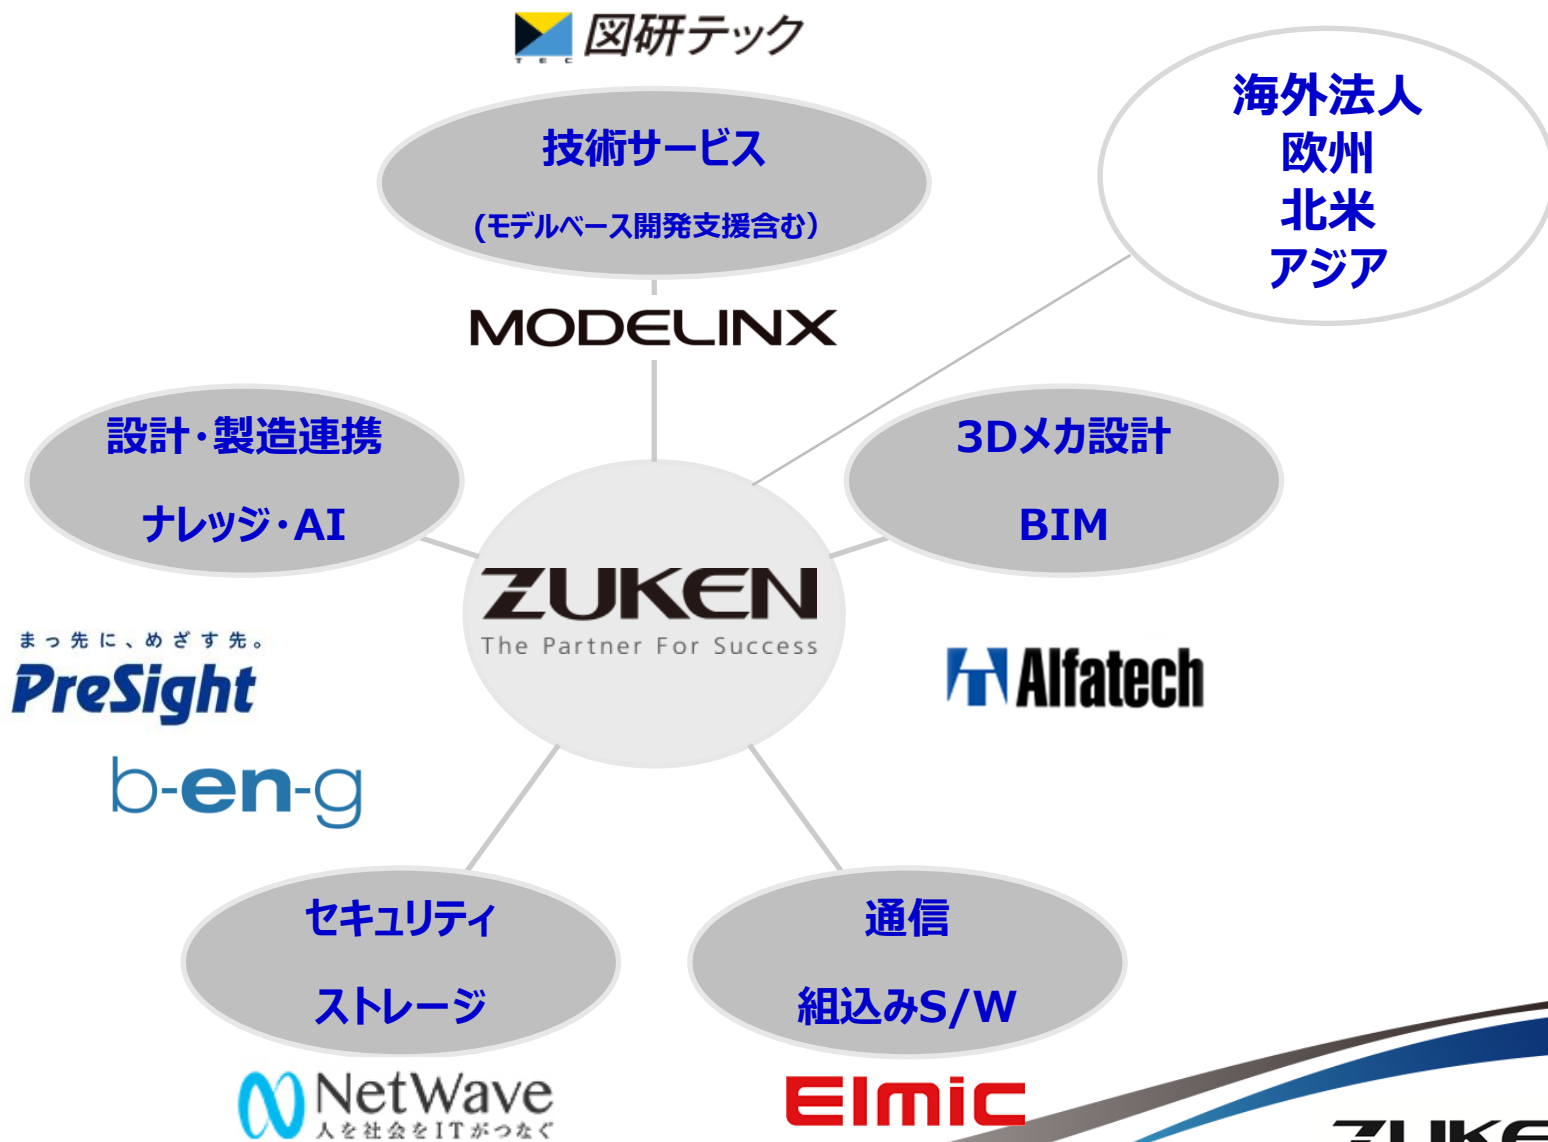 図研テック
TEC
技術サービス
(モデルベース開発支援含む)
海外法人
欧州
北米
アジア
MODELINX
設計・製造連携
ナレッジ・AI
3Dメカ設計
BIM
ZUKEN
The Partner For Success
まっ先に、めざす先。
PreSight
b-en-g
Alfatech
セキュリティ
ストレージ
通信
組込みS/W
NetWave
人を社会をITがつなぐ
Elmic
ZUKE